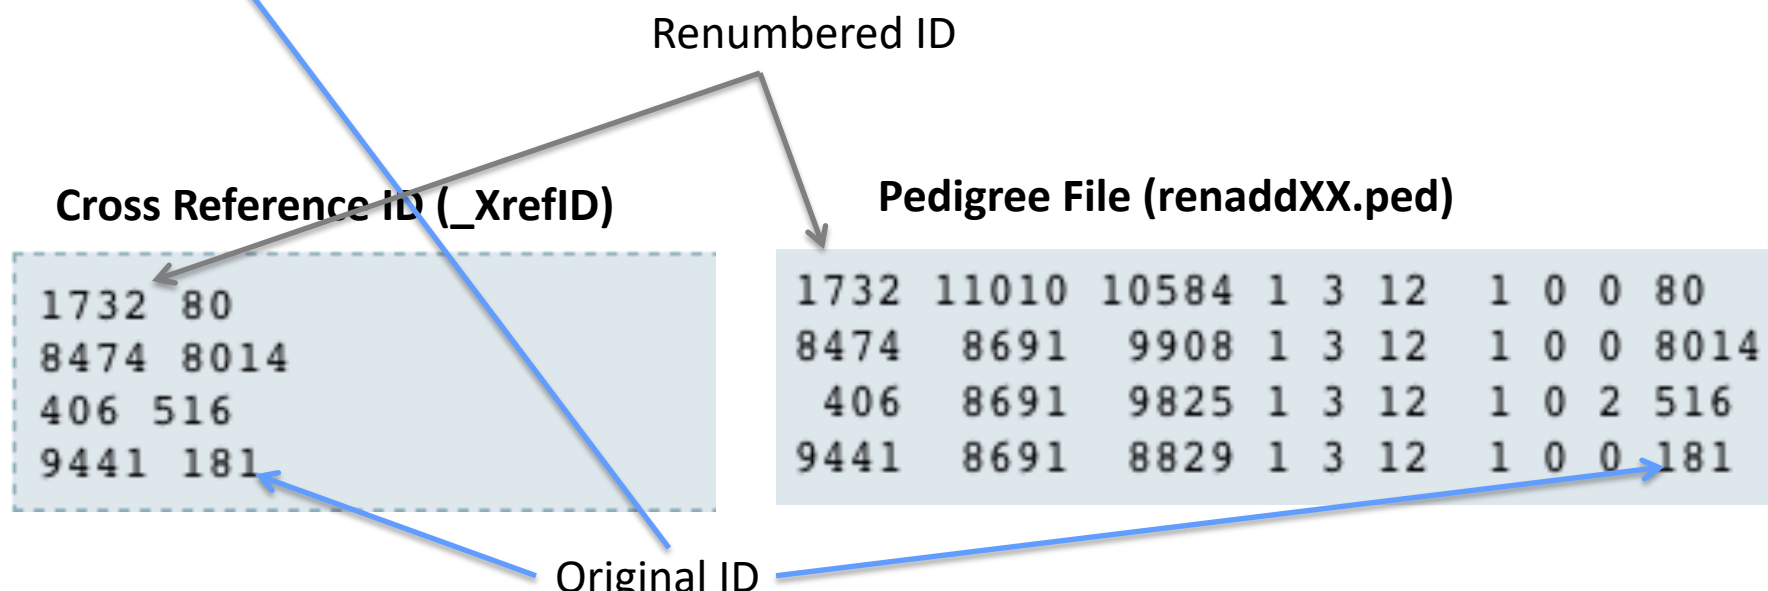 Renumbered ID
Cross Reference ID (_XrefID)
1732 80
8474 8014
406 516
9441 181
Pedigree File (renaddXX.ped)
1732 11010 10584 1 3 12 1 0 0 80
8474 8691 9908 1 3 12 1 0 0 8014
406 8691 9825 1 3 12 1 0 2 516
9441 8691 8829 1 3 12 1 0 0 181
Original ID